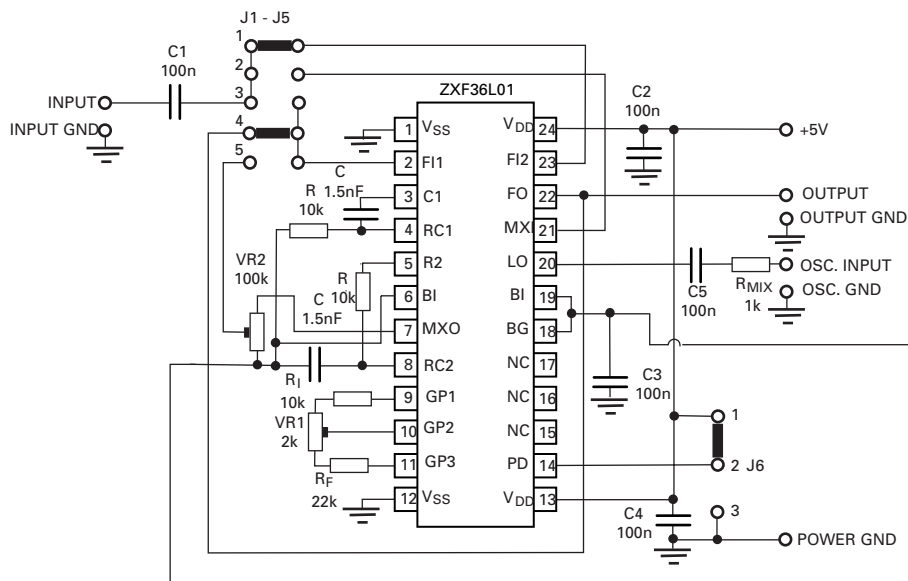 J1 - J5
1
2
3
4
5
C1
100n
INPUT
INPUT GND
ZXF36L01
1 VSS
2 FI1
3 C1
4 RC1
5 R2
6 BI
7 MXO
8 RC2
9 GP1
10 GP2
11 GP3
12 VSS
VDD 24
FI2 23
FO 22
MXI 21
LO 20
BI 19
BG 18
NC 17
NC 16
NC 15
PD 14
VDD 13
C
R 1.5nF
10k
VR2
100k
R
C 10k
1.5nF
RI
10k
VR1
2k
RF
22k
C2
100n
+5V
OUTPUT
OUTPUT GND
OSC. INPUT
OSC. GND
C5
100n
RMIX
1k
C3
100n
1
2 J6
3
C4
100n
POWER GND